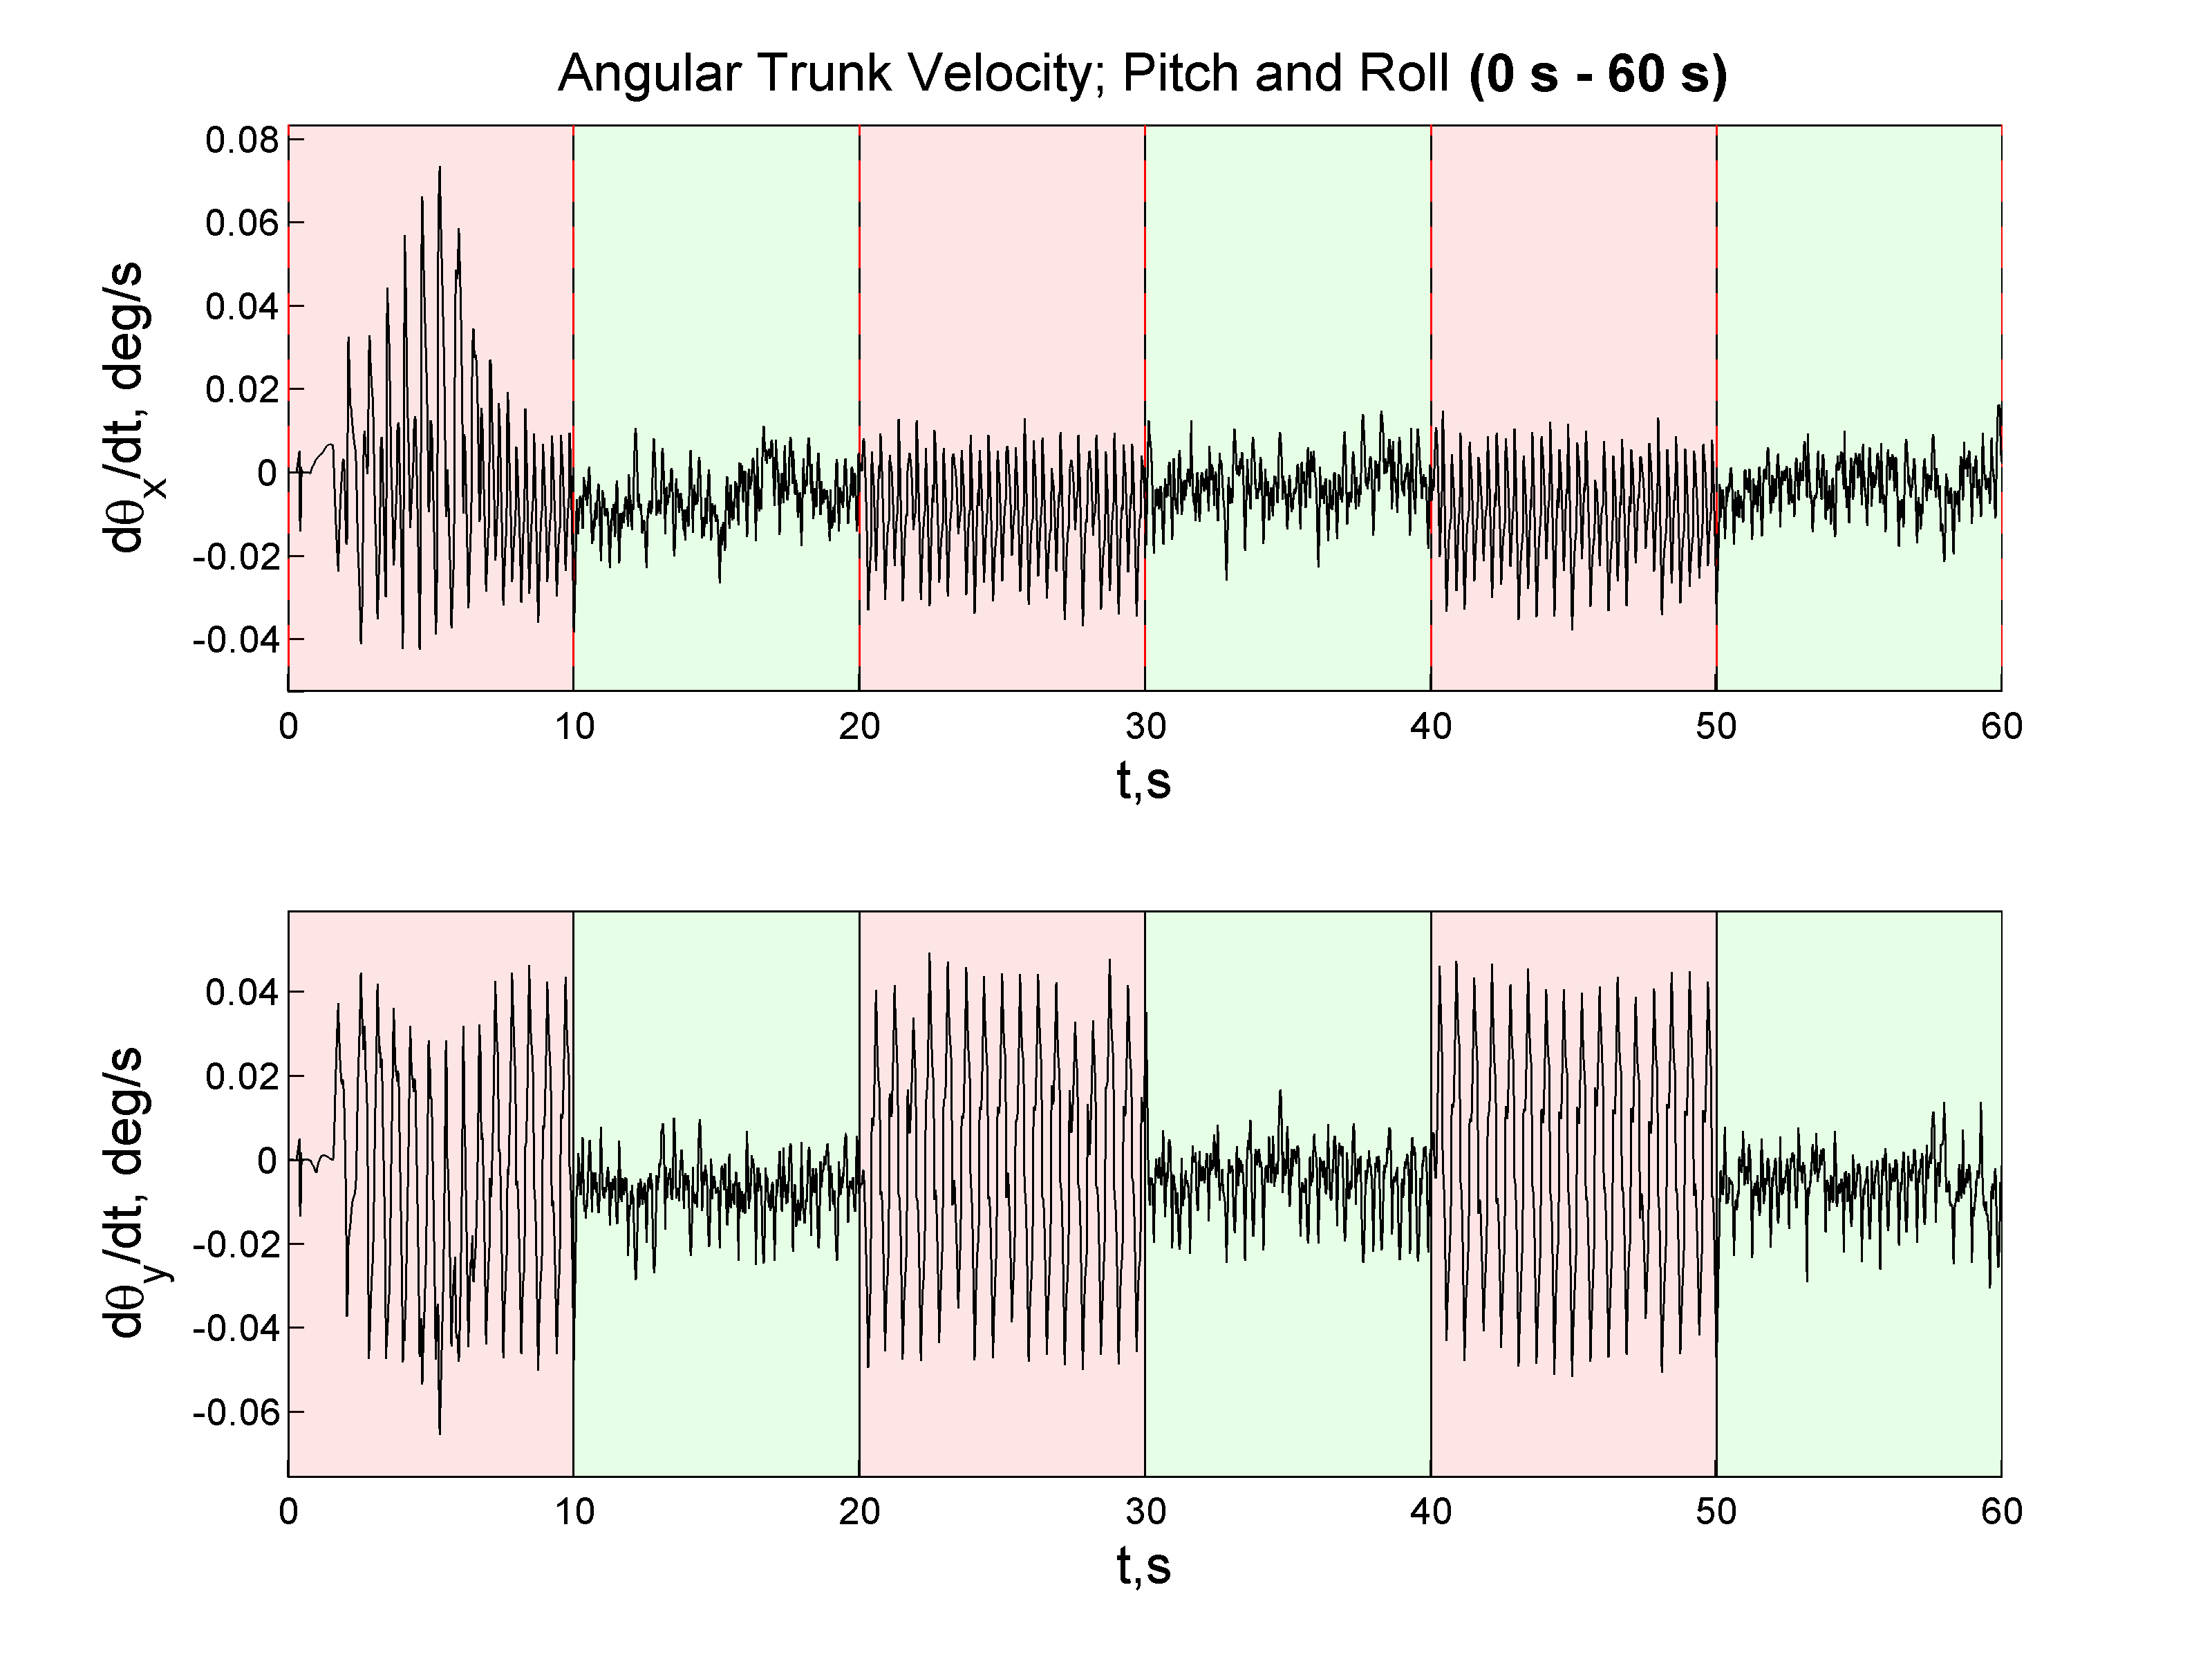 Angular Trunk Velocity; Pitch and Roll (0 s - 60 s)
dθx/dt, deg/s
0.08
0.06
0.04
0.02
0
-0.02
-0.04
0 10 20 30 40 50 60
t,s
dθy/dt, deg/s
0.04
0.02
0
-0.02
-0.04
-0.06
0 10 20 30 40 50 60
t,s